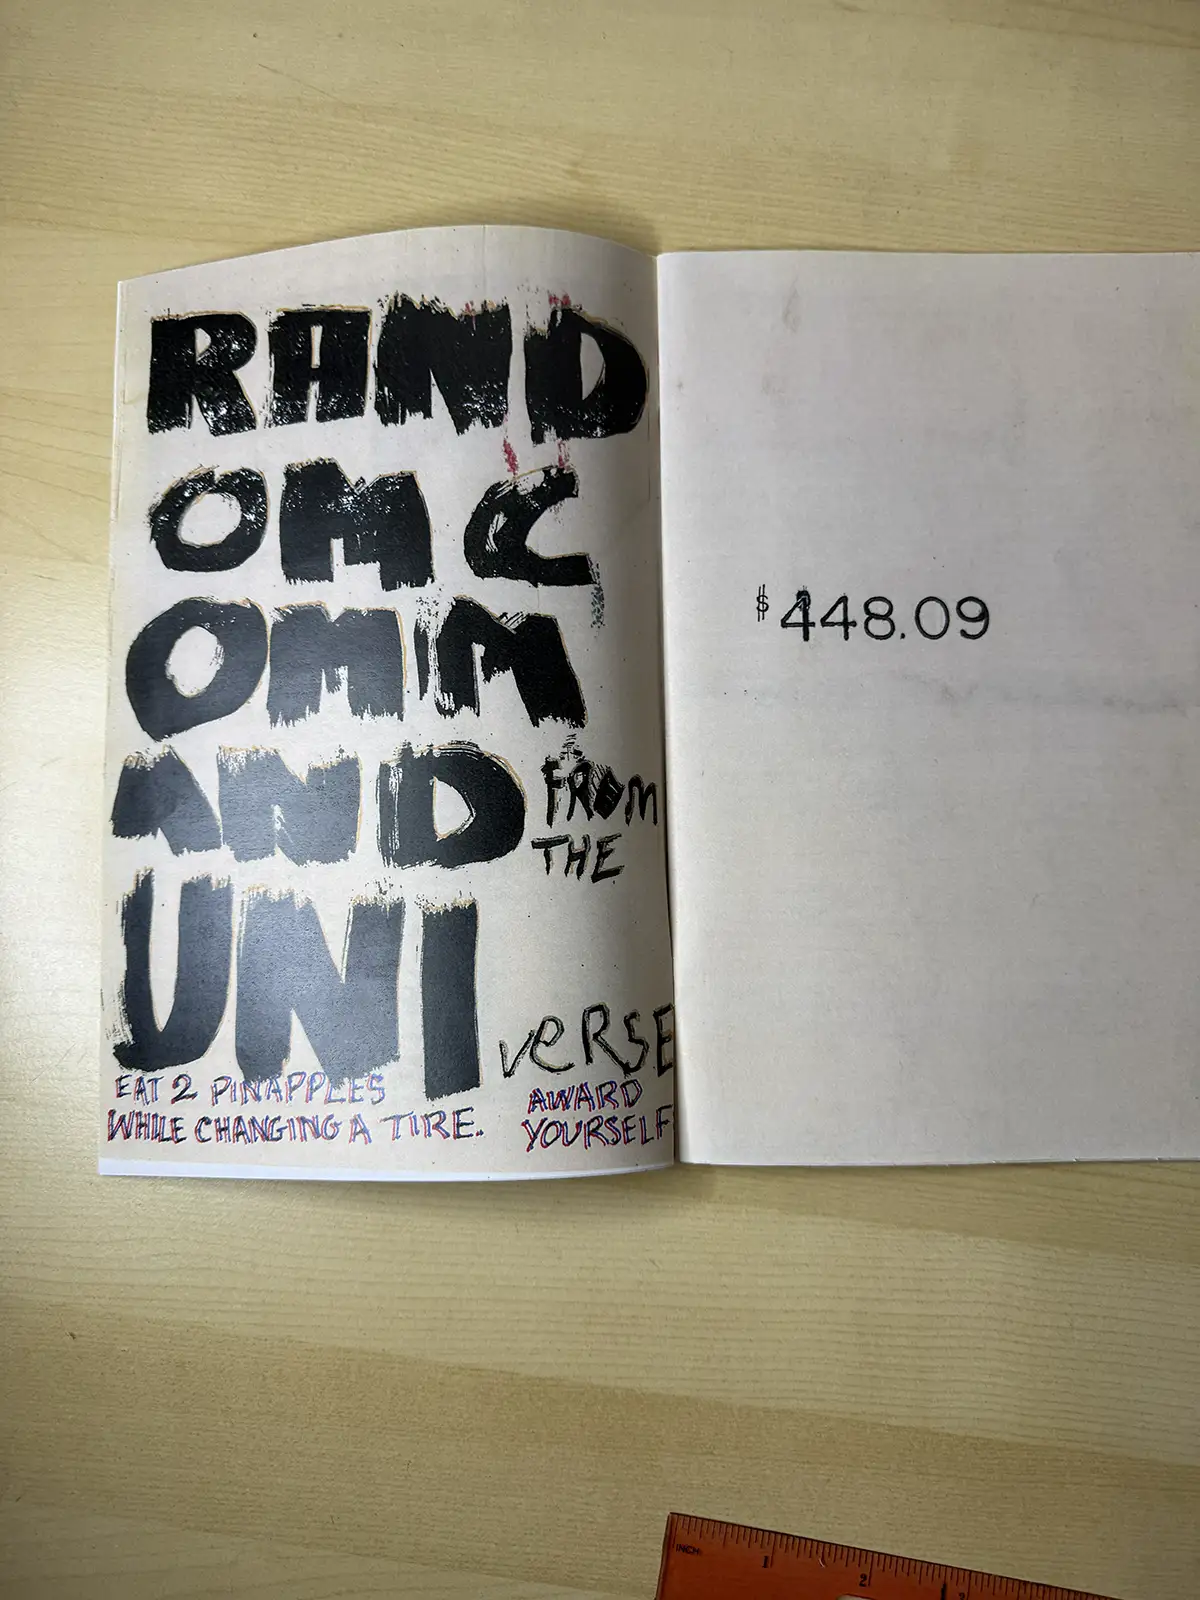 RAND
OM C
OMM
AND FROM
THE
UNI
VeRSE
EAT 2 PINAPPLES
WHILE CHANGING A TIRE.
AWARD
YOURSELF
$448.09
INCH
1
2